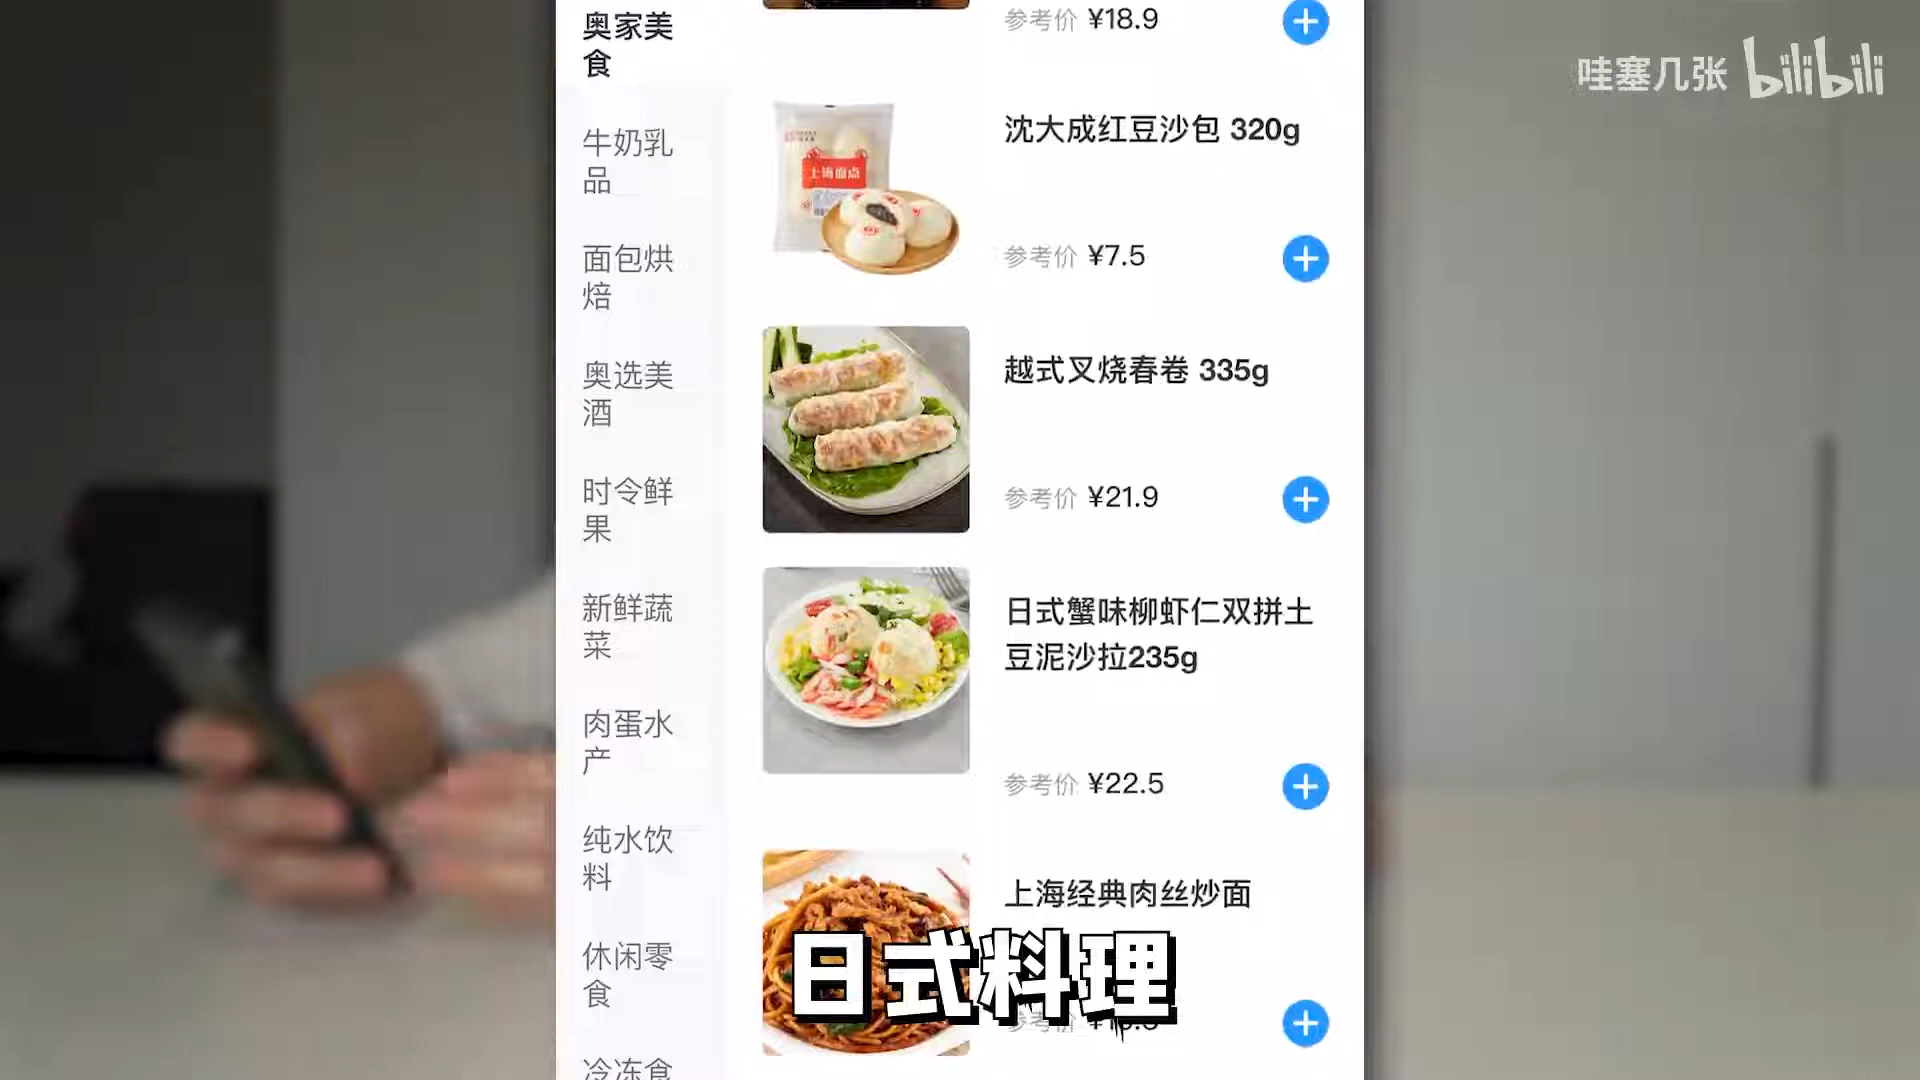 奥家美
食
牛奶乳
品
面包烘
焙
奥选美
酒
时令鲜
果
新鲜蔬
菜
肉蛋水
产
纯水饮
料
休闲零
食
冷冻食
参考价 ¥18.9
沈大成红豆沙包 320g
上海面点
参考价 ¥7.5
越式叉烧春卷 335g
参考价 ¥21.9
日式蟹味柳虾仁双拼土
豆泥沙拉235g
参考价 ¥22.5
上海经典肉丝炒面
参考价
日式料理
哇塞几张 bilibili